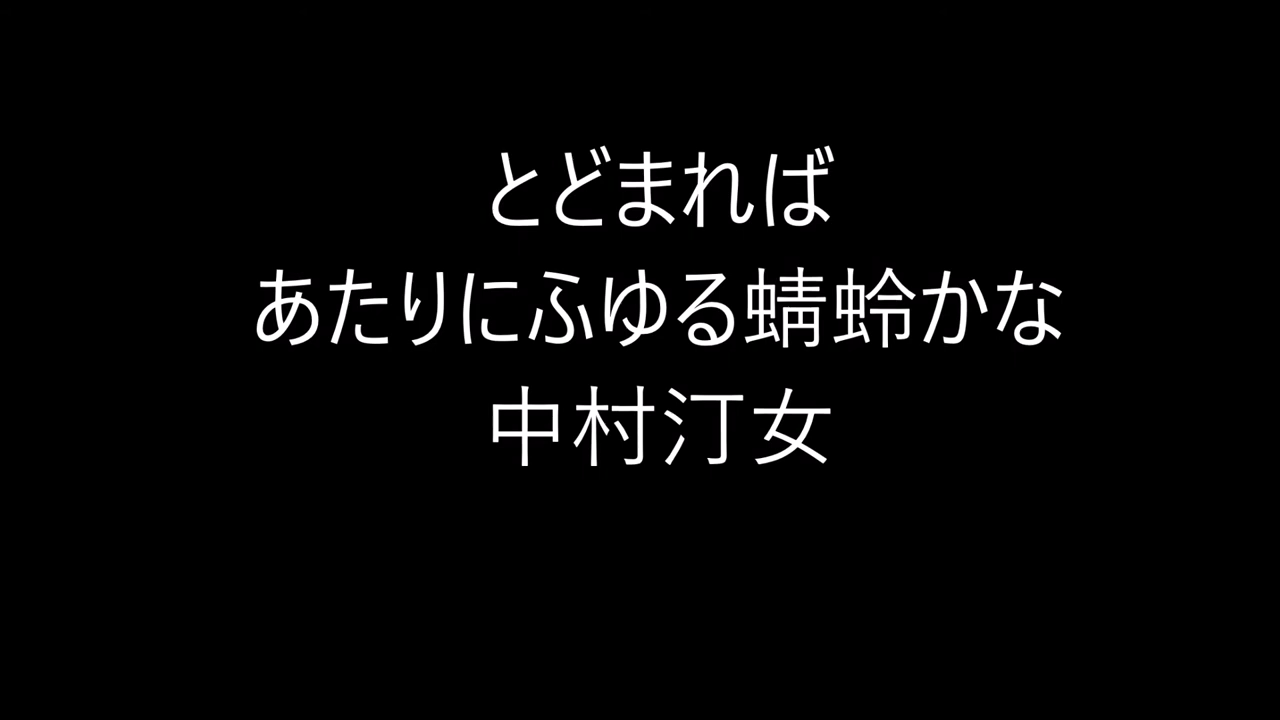 とどまれば
あたりにふゆる蜻蛉かな
中村汀女